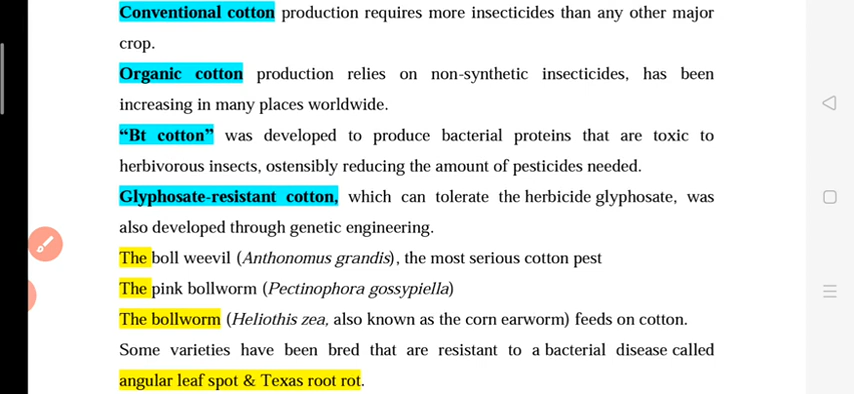 Conventional cotton production requires more insecticides than any other major
crop.
Organic cotton production relies on non-synthetic insecticides, has been
increasing in many places worldwide.
“Bt cotton” was developed to produce bacterial proteins that are toxic to
herbivorous insects, ostensibly reducing the amount of pesticides needed.
Glyphosate-resistant cotton, which can tolerate the herbicide glyphosate, was
also developed through genetic engineering.
The boll weevil (Anthonomus grandis), the most serious cotton pest
The pink bollworm (Pectinophora gossypiella)
The bollworm (Heliothis zea, also known as the corn earworm) feeds on cotton.
Some varieties have been bred that are resistant to a bacterial disease called
angular leaf spot & Texas root rot.